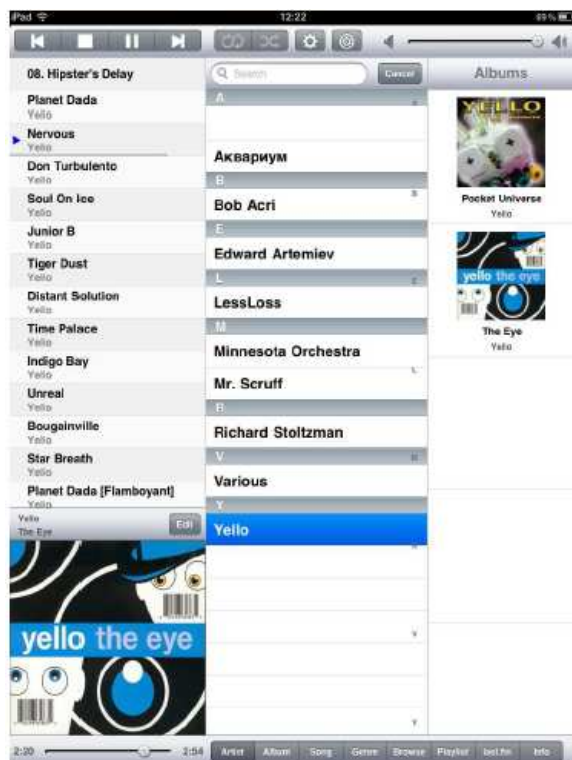 iPad
12:22
89%
08. Hipster's Delay
Planet Dada
Yello
Nervous
Yello
Don Turbulento
Yello
Soul On Ice
Yello
Junior B
Yello
Tiger Dust
Yello
Distant Solution
Yello
Time Palace
Yello
Indigo Bay
Yello
Unreal
Yello
Bougainville
Yello
Star Breath
Yello
Planet Dada [Flamboyant]
Yello
Yello
The Eye
Edit
yello the eye
2:20
2:54
Search
Cancel
A
Аквариум
B
Bob Acri
E
Edward Artemiev
L
LessLoss
M
Minnesota Orchestra
Mr. Scruff
R
Richard Stoltzman
V
Various
Y
Yello
Albums
YELLO
Pocket Universe
Yello
yello the eye
The Eye
Yello
Artist
Album
Song
Genre
Browse
Playlist
last.fm
Info